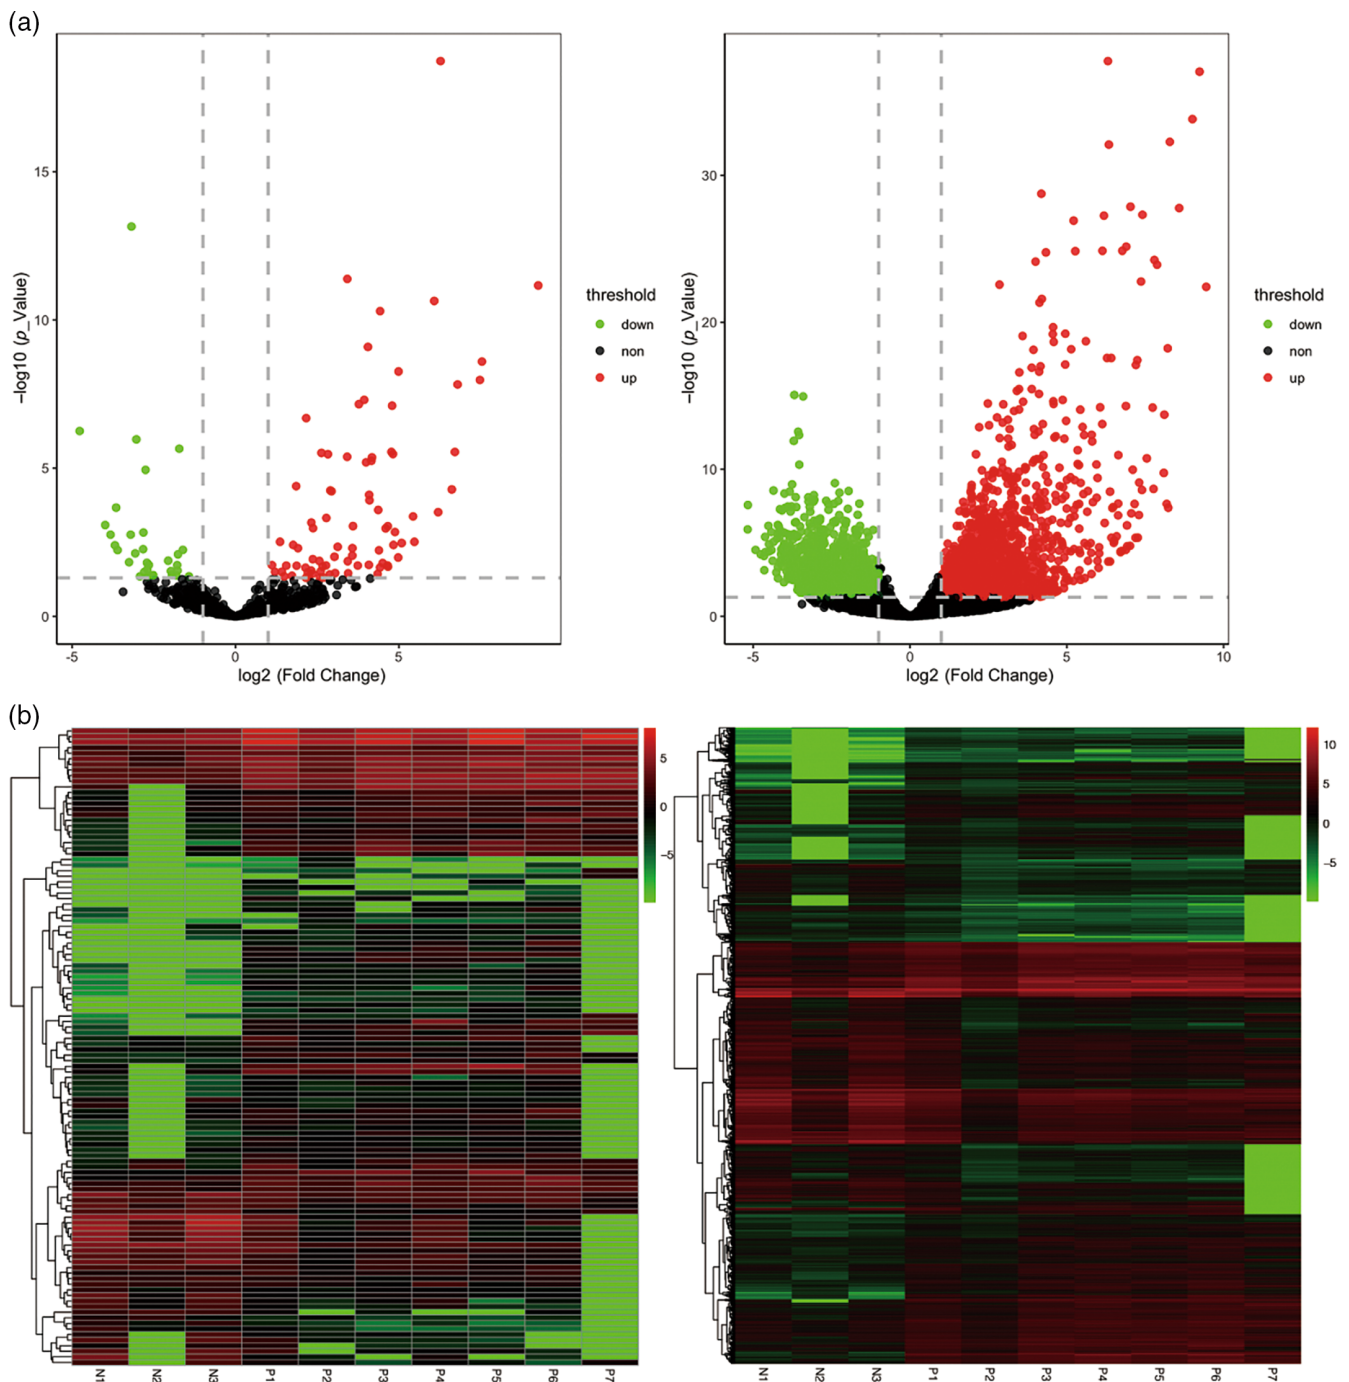 (a)
15
10
5
0
-5
0
5
−log10 (p_Value)
log2 (Fold Change)
threshold
down
non
up
30
20
10
0
-5
0
5
10
−log10 (p_Value)
log2 (Fold Change)
threshold
down
non
up
(b)
5
0
−5
N1
N2
N3
P1
P2
P3
P4
P5
P6
P7
10
5
0
−5
N1
N2
N3
P1
P2
P3
P4
P5
P6
P7